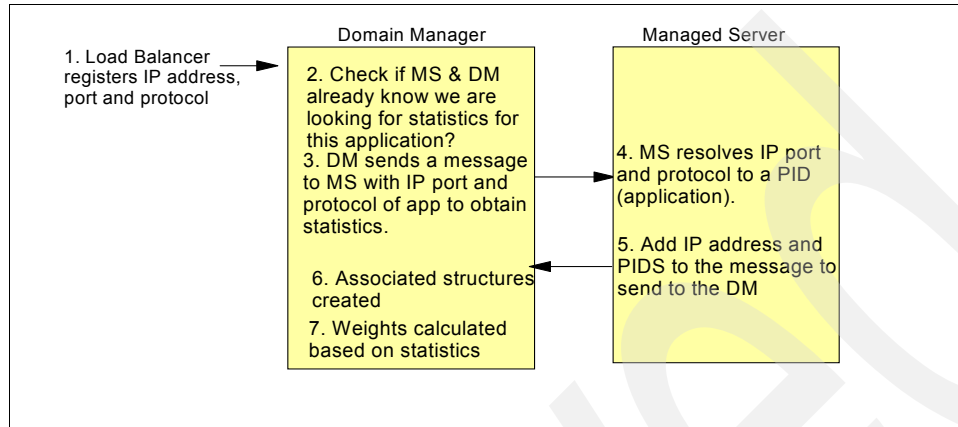 Domain Manager
Managed Server
1. Load Balancer
registers IP address,
port and protocol
2. Check if MS & DM
already know we are
looking for statistics for
this application?
3. DM sends a message
to MS with IP port and
protocol of app to obtain
statistics.
4. MS resolves IP port
and protocol to a PID
(application).
5. Add IP address and
PIDS to the message to
send to the DM
6. Associated structures
created
7. Weights calculated
based on statistics